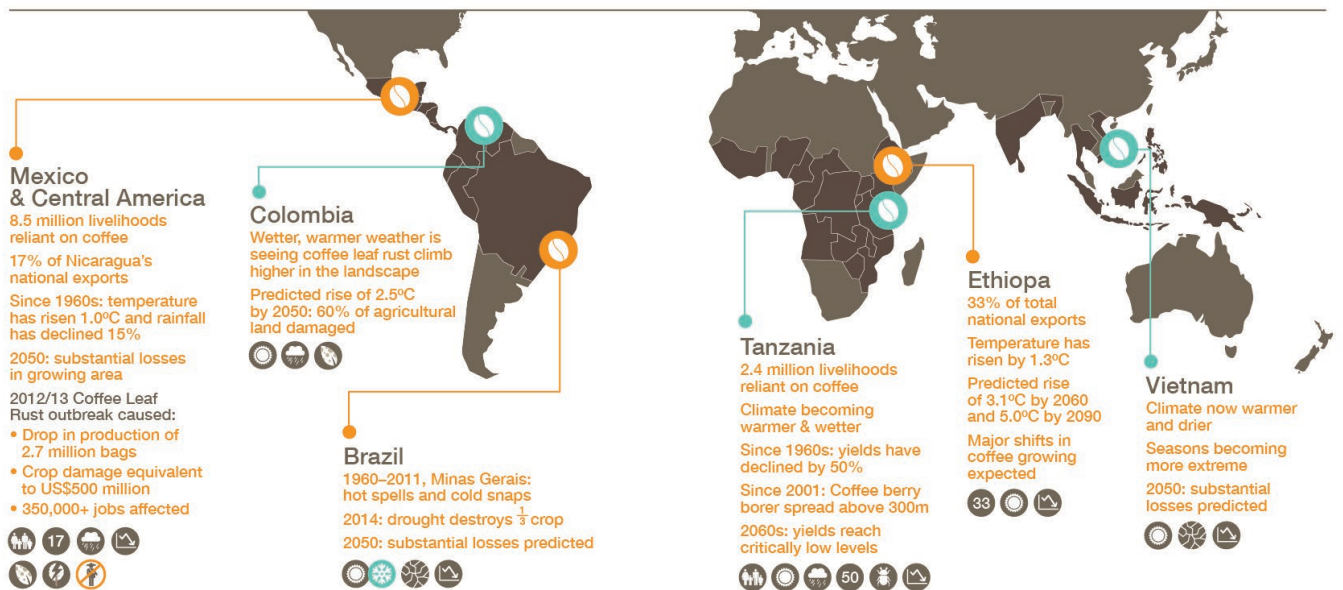 Mexico
& Central America
8.5 million livelihoods
reliant on coffee
17% of Nicaragua's
national exports
Since 1960s: temperature
has risen 1.0ºC and rainfall
has declined 15%
2050: substantial losses
in growing area
2012/13 Coffee Leaf
Rust outbreak caused:
• Drop in production of
2.7 million bags
• Crop damage equivalent
to US$500 million
• 350,000+ jobs affected
17
Colombia
Wetter, warmer weather is
seeing coffee leaf rust climb
higher in the landscape
Predicted rise of 2.5ºC
by 2050: 60% of agricultural
land damaged
Brazil
1960–2011, Minas Gerais:
hot spells and cold snaps
2014: drought destroys 1/3 crop
2050: substantial losses predicted
Tanzania
2.4 million livelihoods
reliant on coffee
Climate becoming
warmer & wetter
Since 1960s: yields have
declined by 50%
Since 2001: Coffee berry
borer spread above 300m
2060s: yields reach
critically low levels
50
Ethiopa
33% of total
national exports
Temperature has
risen by 1.3ºC
Predicted rise
of 3.1ºC by 2060
and 5.0ºC by 2090
Major shifts in
coffee growing
expected
33
Vietnam
Climate now warmer
and drier
Seasons becoming
more extreme
2050: substantial
losses predicted